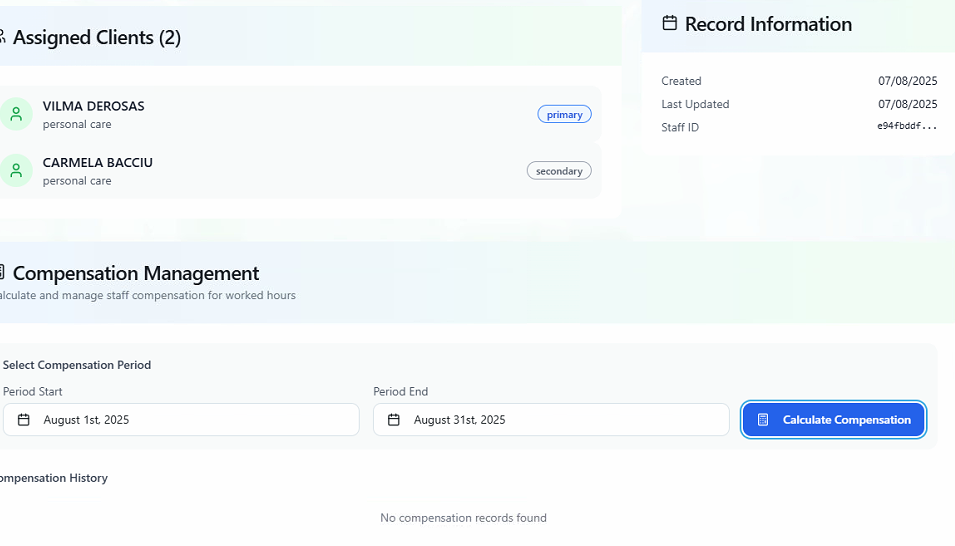 Assigned Clients (2)
VILMA DEROSAS
personal care
primary
CARMELA BACCIU
personal care
secondary
Record Information
Created 07/08/2025
Last Updated 07/08/2025
Staff ID e94fbddf...
Compensation Management
alculate and manage staff compensation for worked hours
Select Compensation Period
Period Start
August 1st, 2025
Period End
August 31st, 2025
Calculate Compensation
ompensation History
No compensation records found